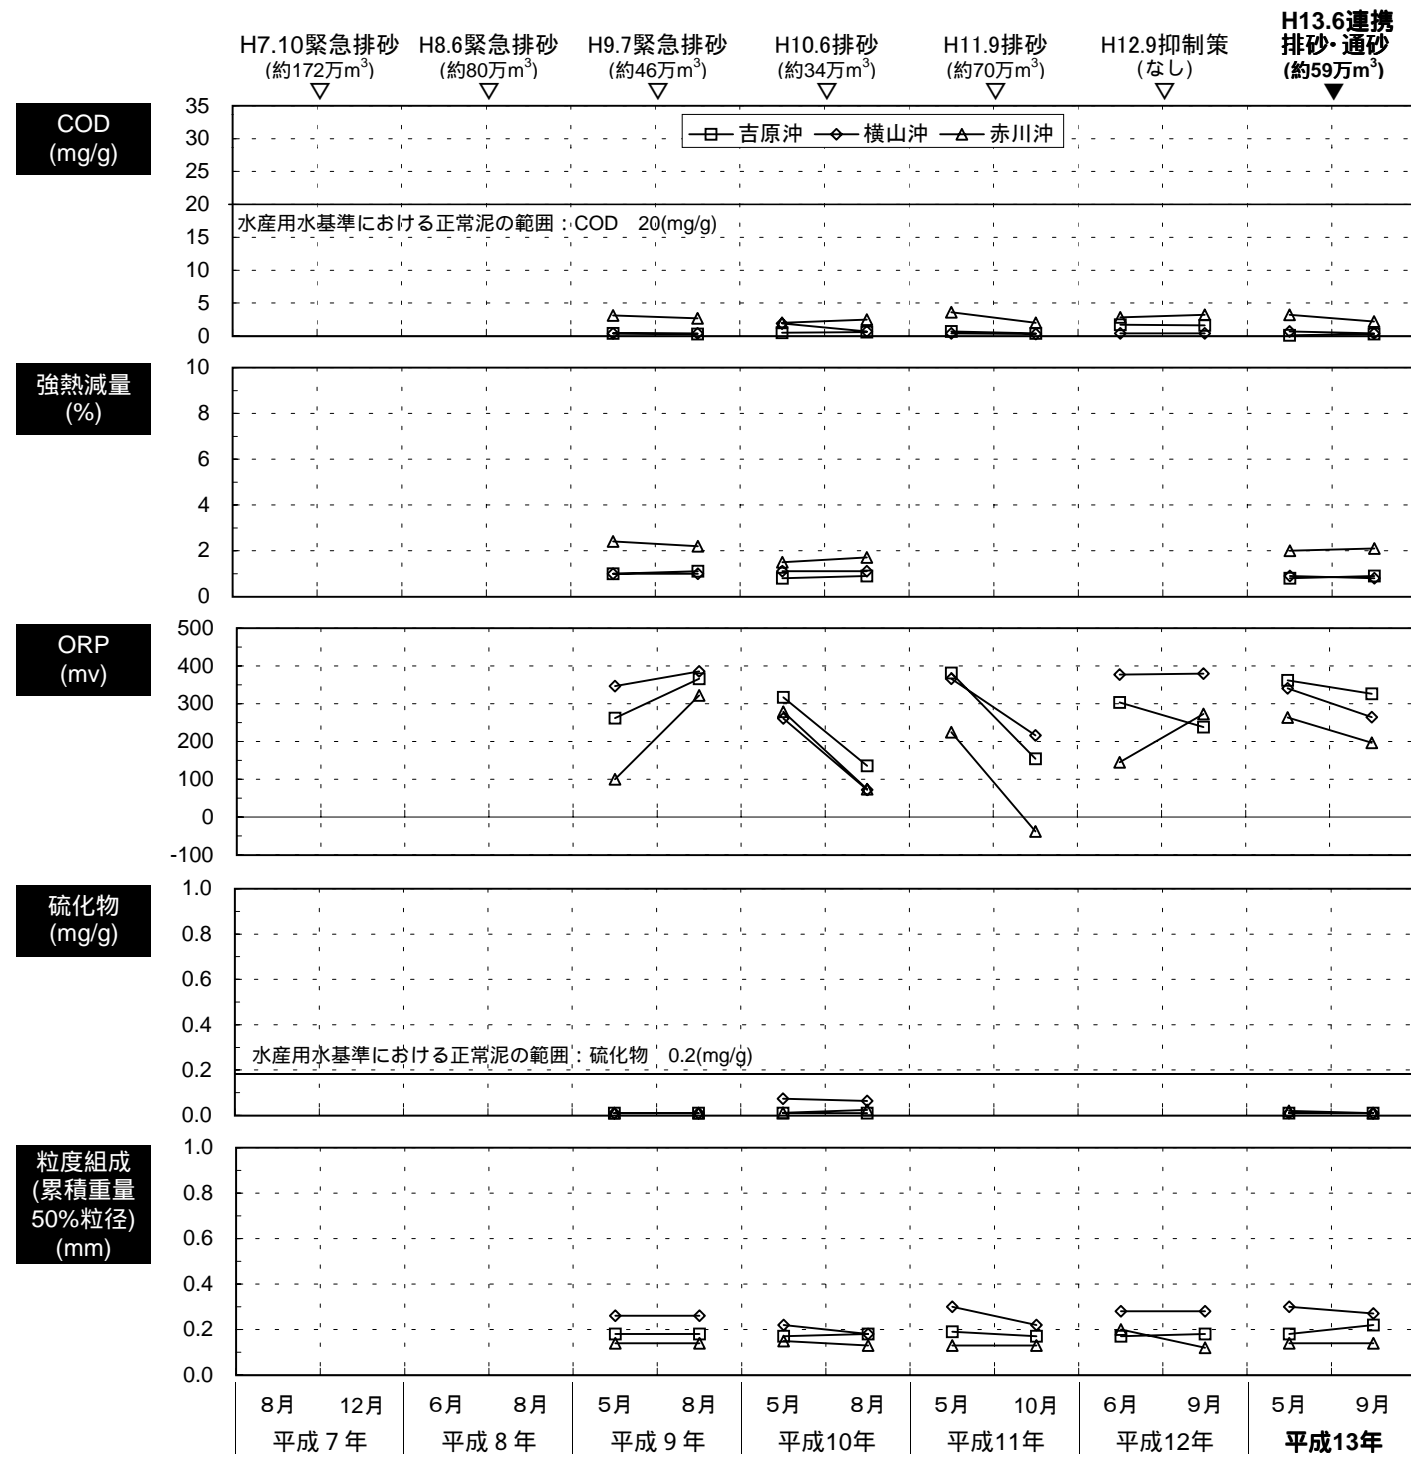 H13.6連携
H7.10緊急排砂 H8.6緊急排砂 H9.7緊急排砂 H10.6排砂 H11.9排砂 H12.9抑制策 排砂・通砂
(約172万m³) (約80万m³) (約46万m³) (約34万m³) (約70万m³) (なし) (約59万m³)
COD
(mg/g)
35
30
25
20
15
10
5
0
吉原沖 横山沖 赤川沖
水産用水基準における正常泥の範囲：COD 20(mg/g)
強熱減量
(%)
10
8
6
4
2
0
ORP
(mv)
500
400
300
200
100
0
-100
硫化物
(mg/g)
1.0
0.8
0.6
0.4
0.2
0.0
水産用水基準における正常泥の範囲：硫化物 0.2(mg/g)
粒度組成
(累積重量
50%粒径)
(mm)
1.0
0.8
0.6
0.4
0.2
0.0
8月 12月 6月 8月 5月 8月 5月 8月 5月 10月 6月 9月 5月 9月
平成7年 平成8年 平成9年 平成10年 平成11年 平成12年 平成13年